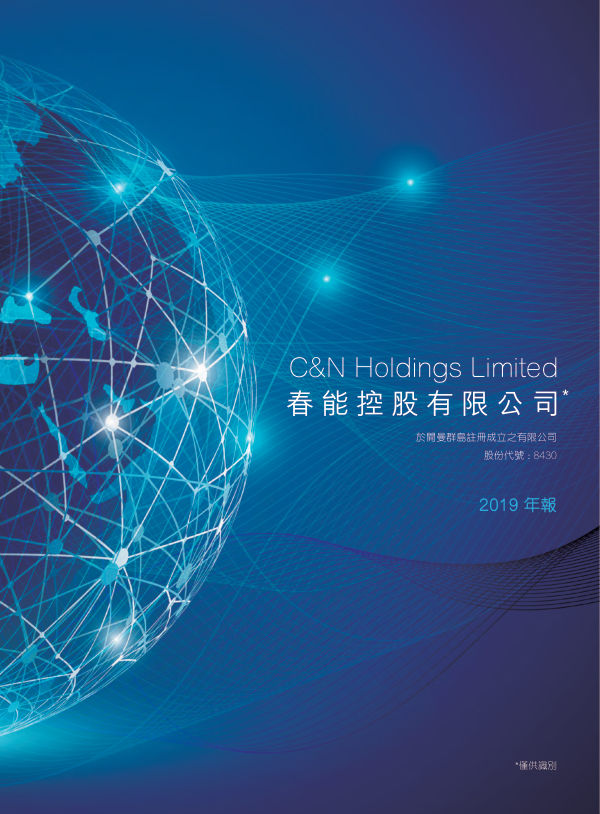 C&N Holdings Limited
春能控股有限公司*
於開曼群島註冊成立之有限公司
股份代號：8430
2019 年報
*僅供識別